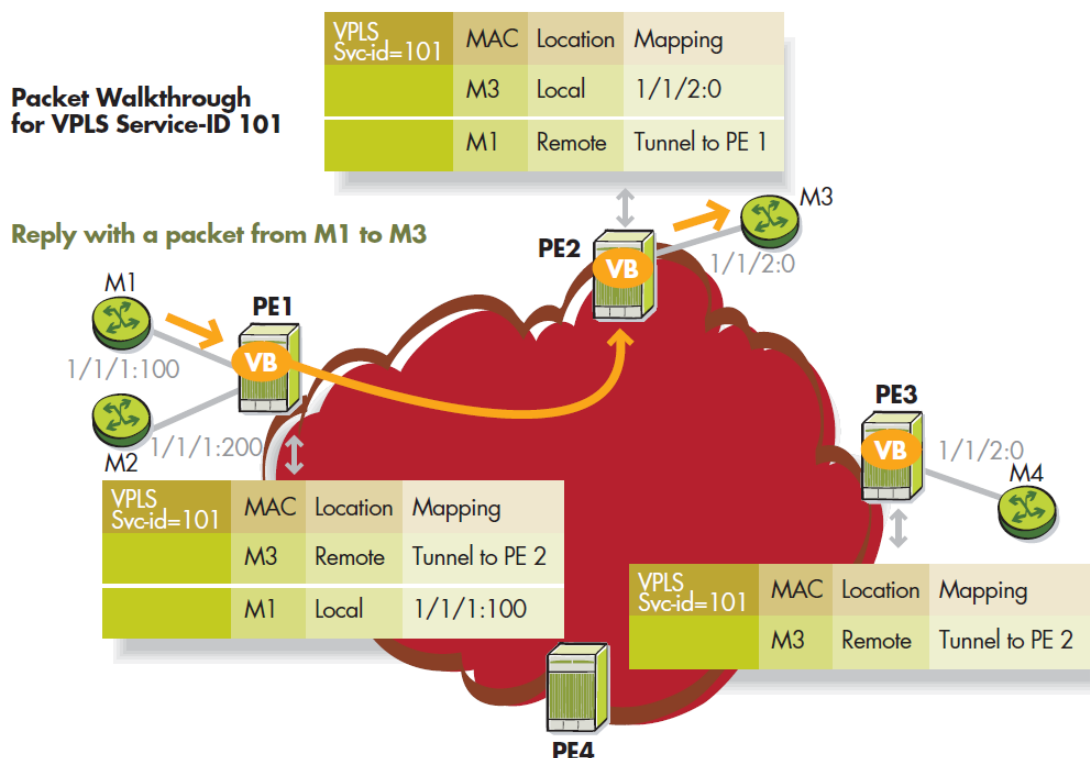 VPLS
Svc-id=101 MAC Location Mapping
M3 Local 1/1/2:0
M1 Remote Tunnel to PE 1
Packet Walkthrough
for VPLS Service-ID 101
Reply with a packet from M1 to M3
M3
PE2
VB
1/1/2:0
M1
PE1
VB
1/1/1:100
M2
1/1/1:200
PE3
VB
1/1/2:0
M4
VPLS
Svc-id=101 MAC Location Mapping
M3 Remote Tunnel to PE 2
M1 Local 1/1/1:100
VPLS
Svc-id=101 MAC Location Mapping
M3 Remote Tunnel to PE 2
PE4